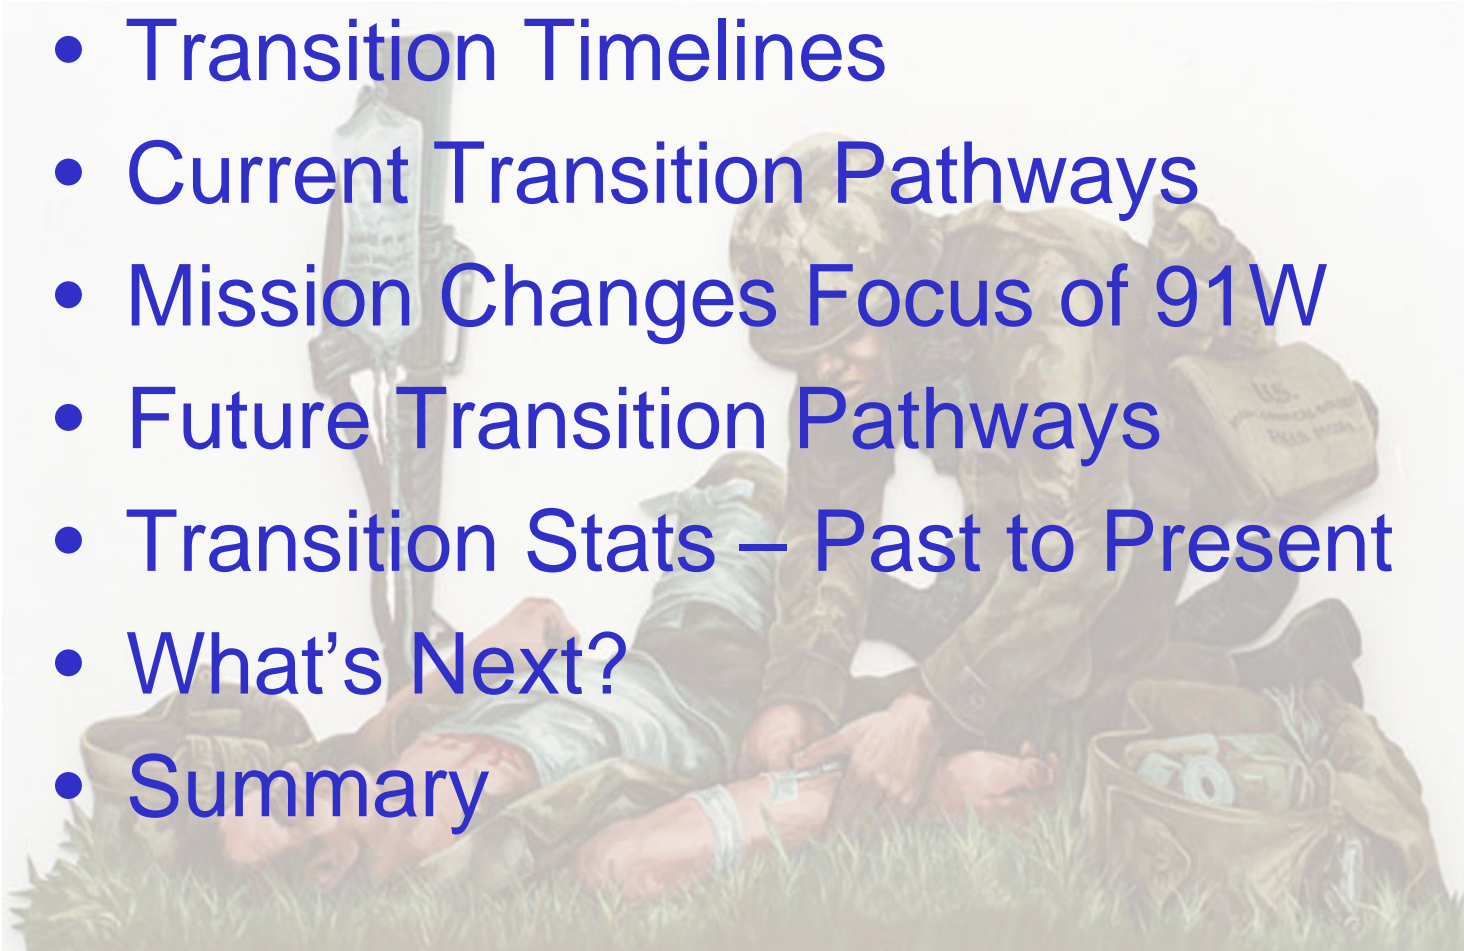 • Transition Timelines
• Current Transition Pathways
• Mission Changes Focus of 91W
• Future Transition Pathways
• Transition Stats – Past to Present
• What’s Next?
• Summary
U.S.